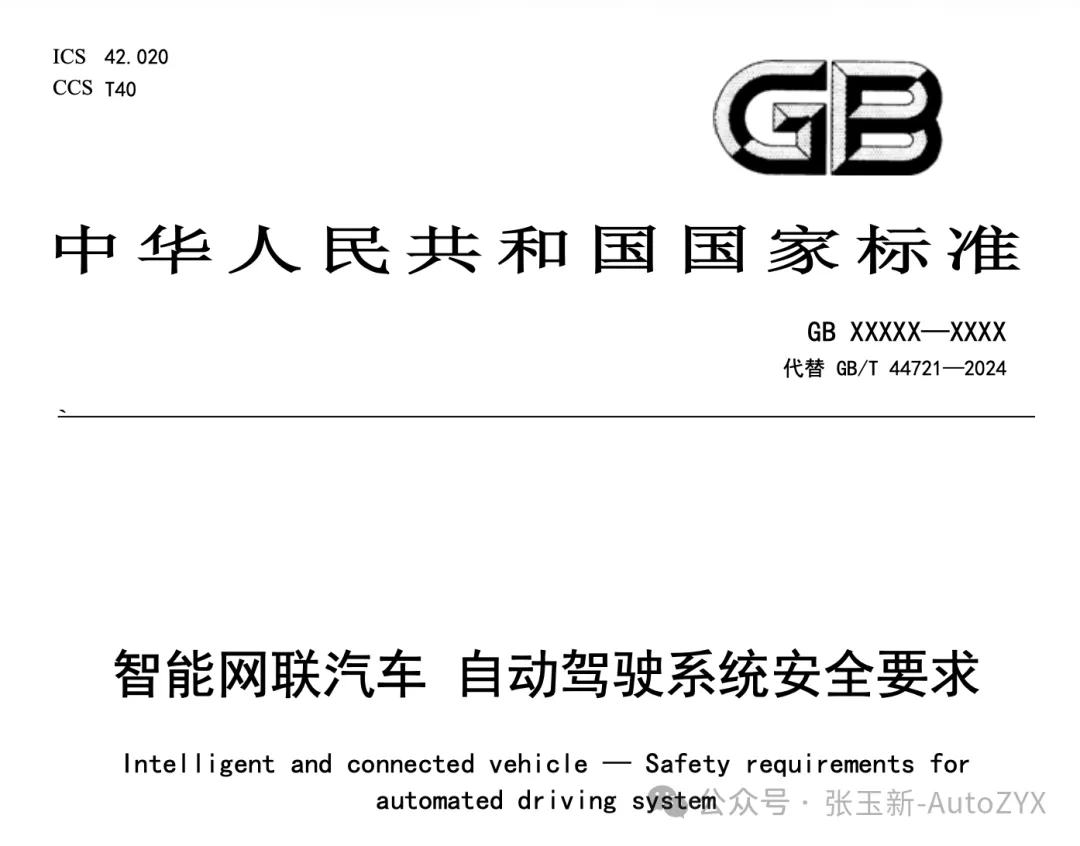 ICS 42.020
CCS T40
GB
中华人民共和国国家标准
GB XXXXX—XXXX
代替 GB/T 44721—2024
、
智能网联汽车 自动驾驶系统安全要求
Intelligent and connected vehicle — Safety requirements for
automated driving system
公众号 · 张玉新-AutoZYX